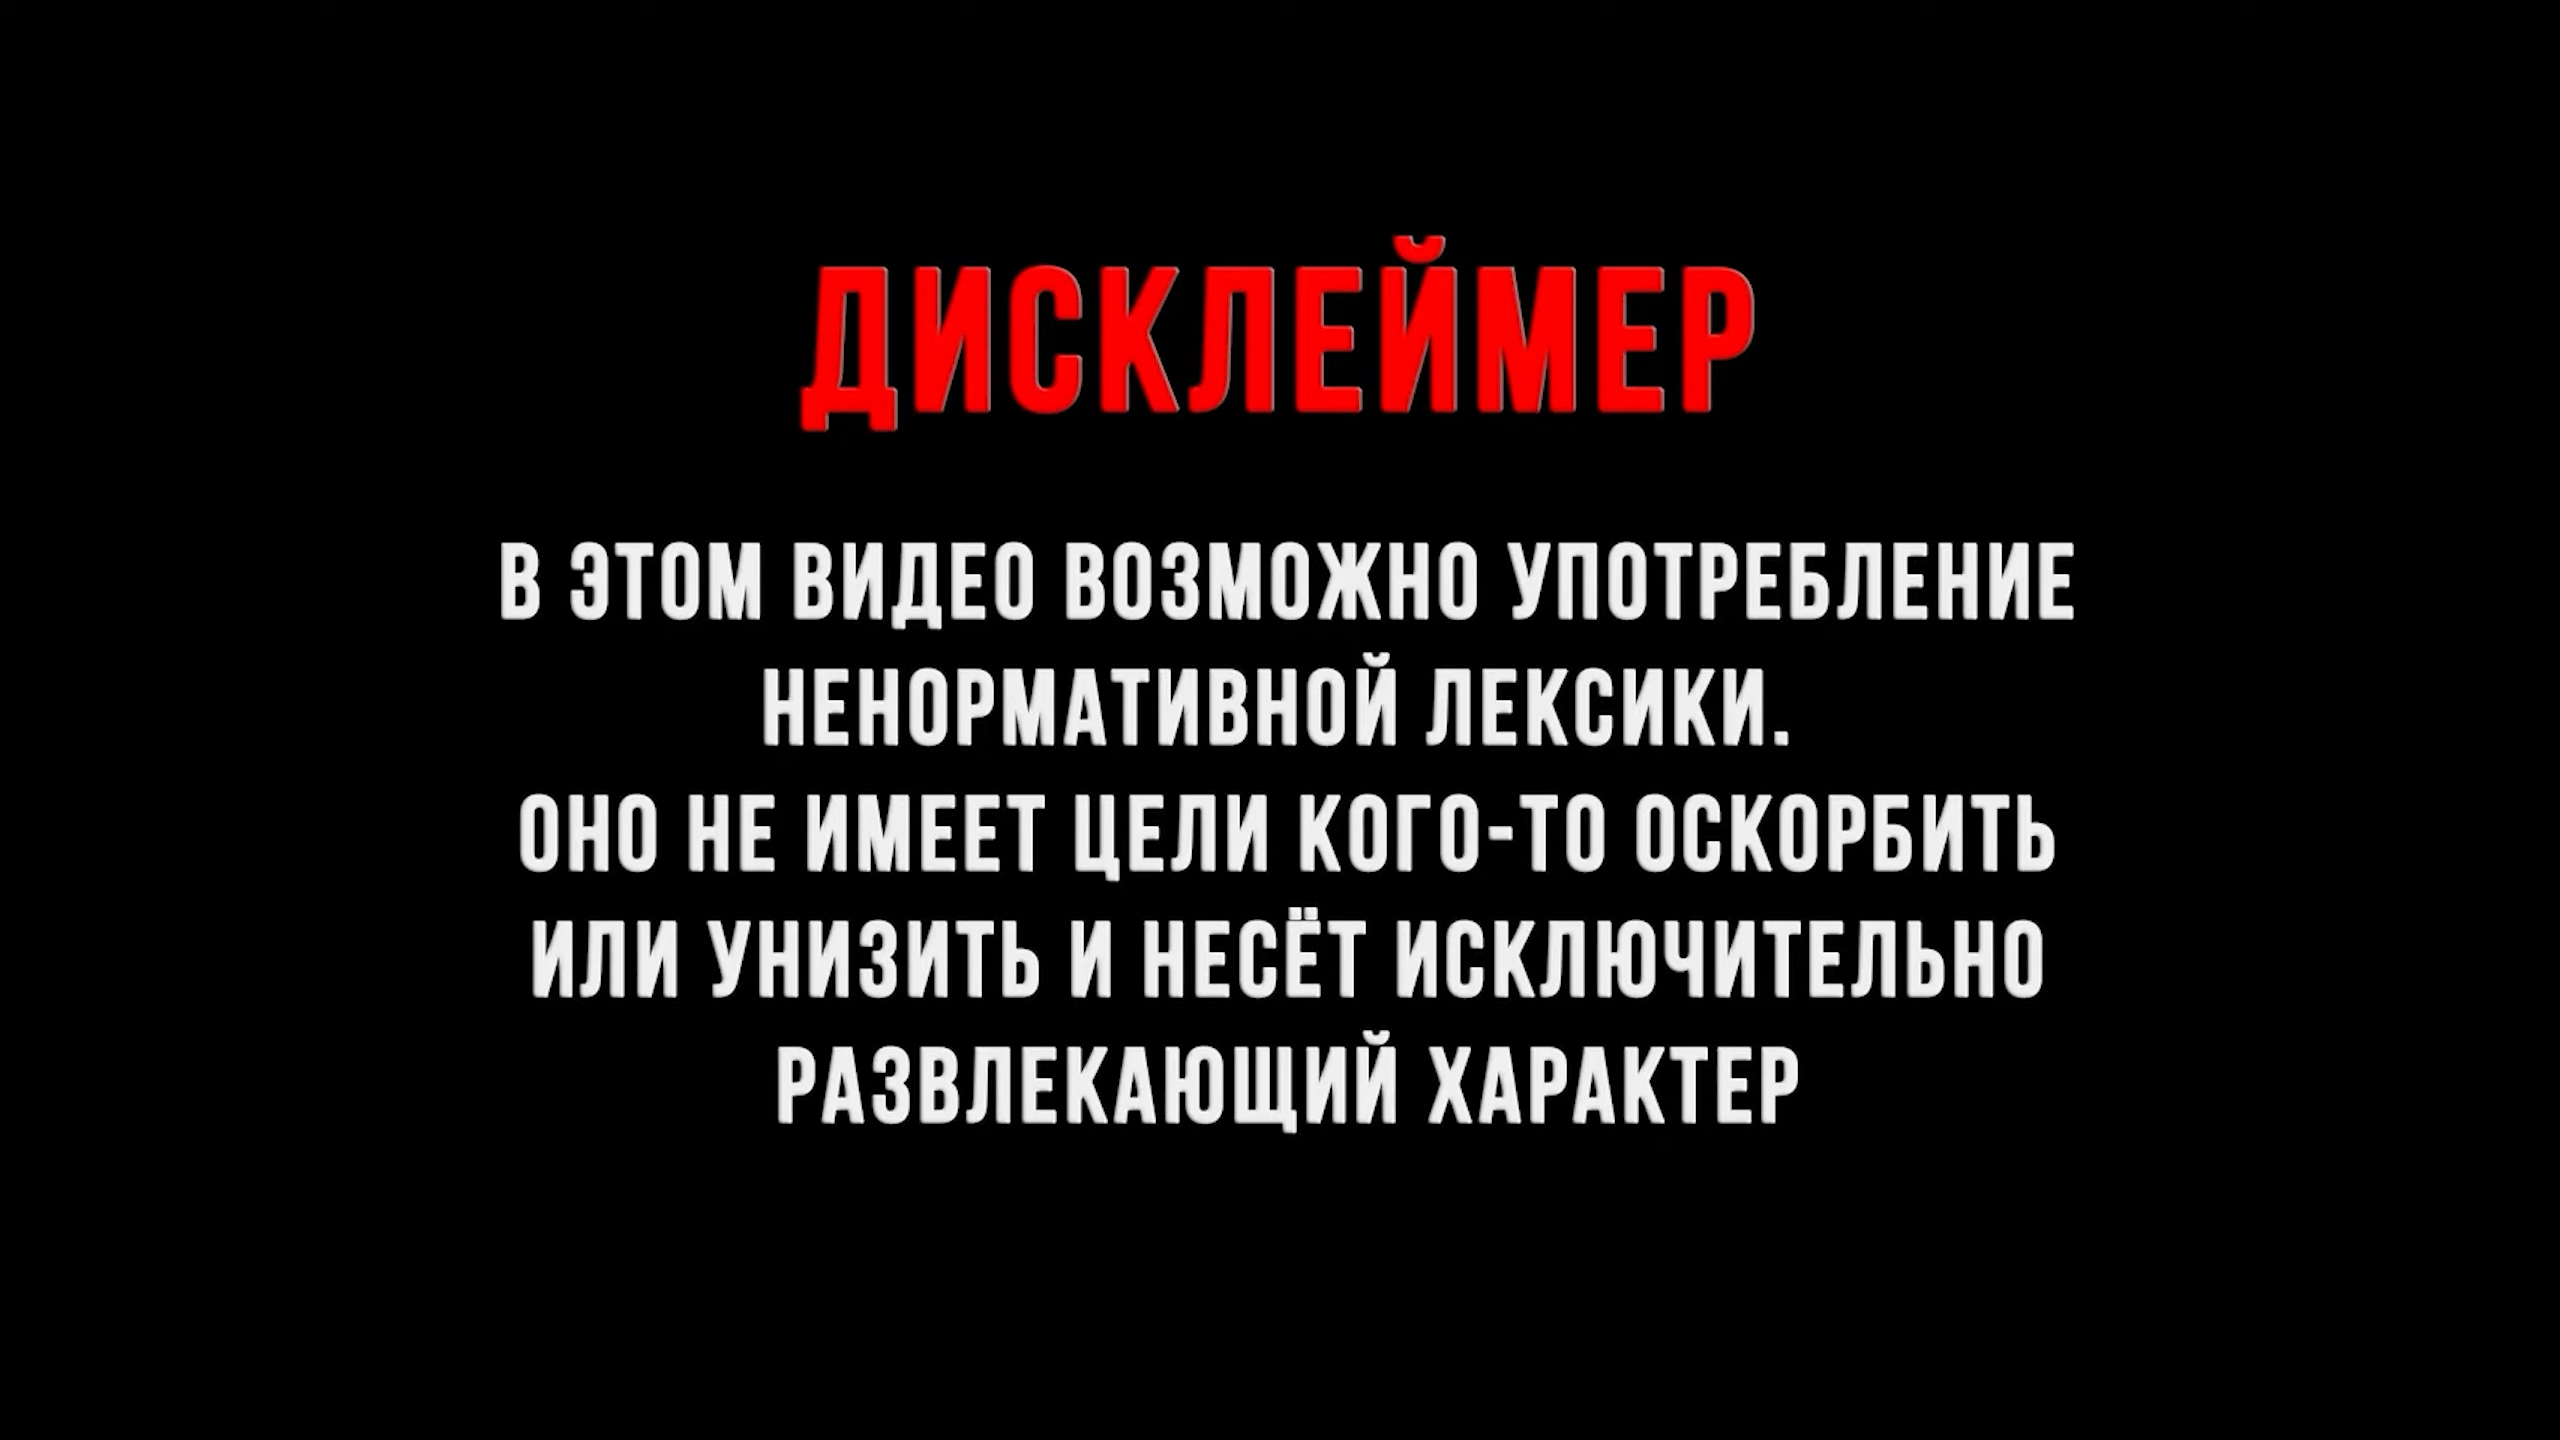 ДИСКЛЕЙМЕР
В ЭТОМ ВИДЕО ВОЗМОЖНО УПОТРЕБЛЕНИЕ
НЕНОРМАТИВНОЙ ЛЕКСИКИ.
ОНО НЕ ИМЕЕТ ЦЕЛИ КОГО-ТО ОСКОРБИТЬ
ИЛИ УНИЗИТЬ И НЕСЁТ ИСКЛЮЧИТЕЛЬНО
РАЗВЛЕКАЮЩИЙ ХАРАКТЕР